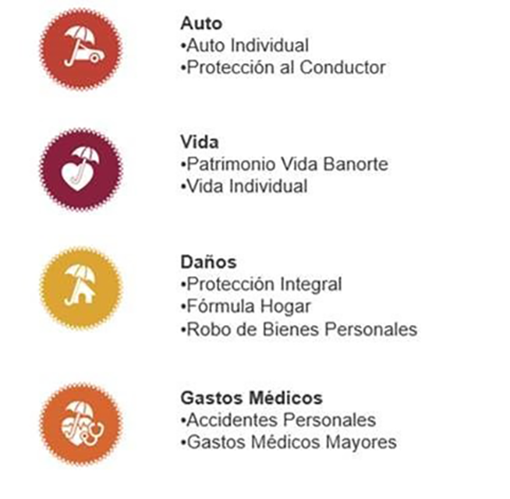 Auto
•Auto Individual
•Protección al Conductor
Vida
•Patrimonio Vida Banorte
•Vida Individual
Daños
•Protección Integral
•Fórmula Hogar
•Robo de Bienes Personales
Gastos Médicos
•Accidentes Personales
•Gastos Médicos Mayores